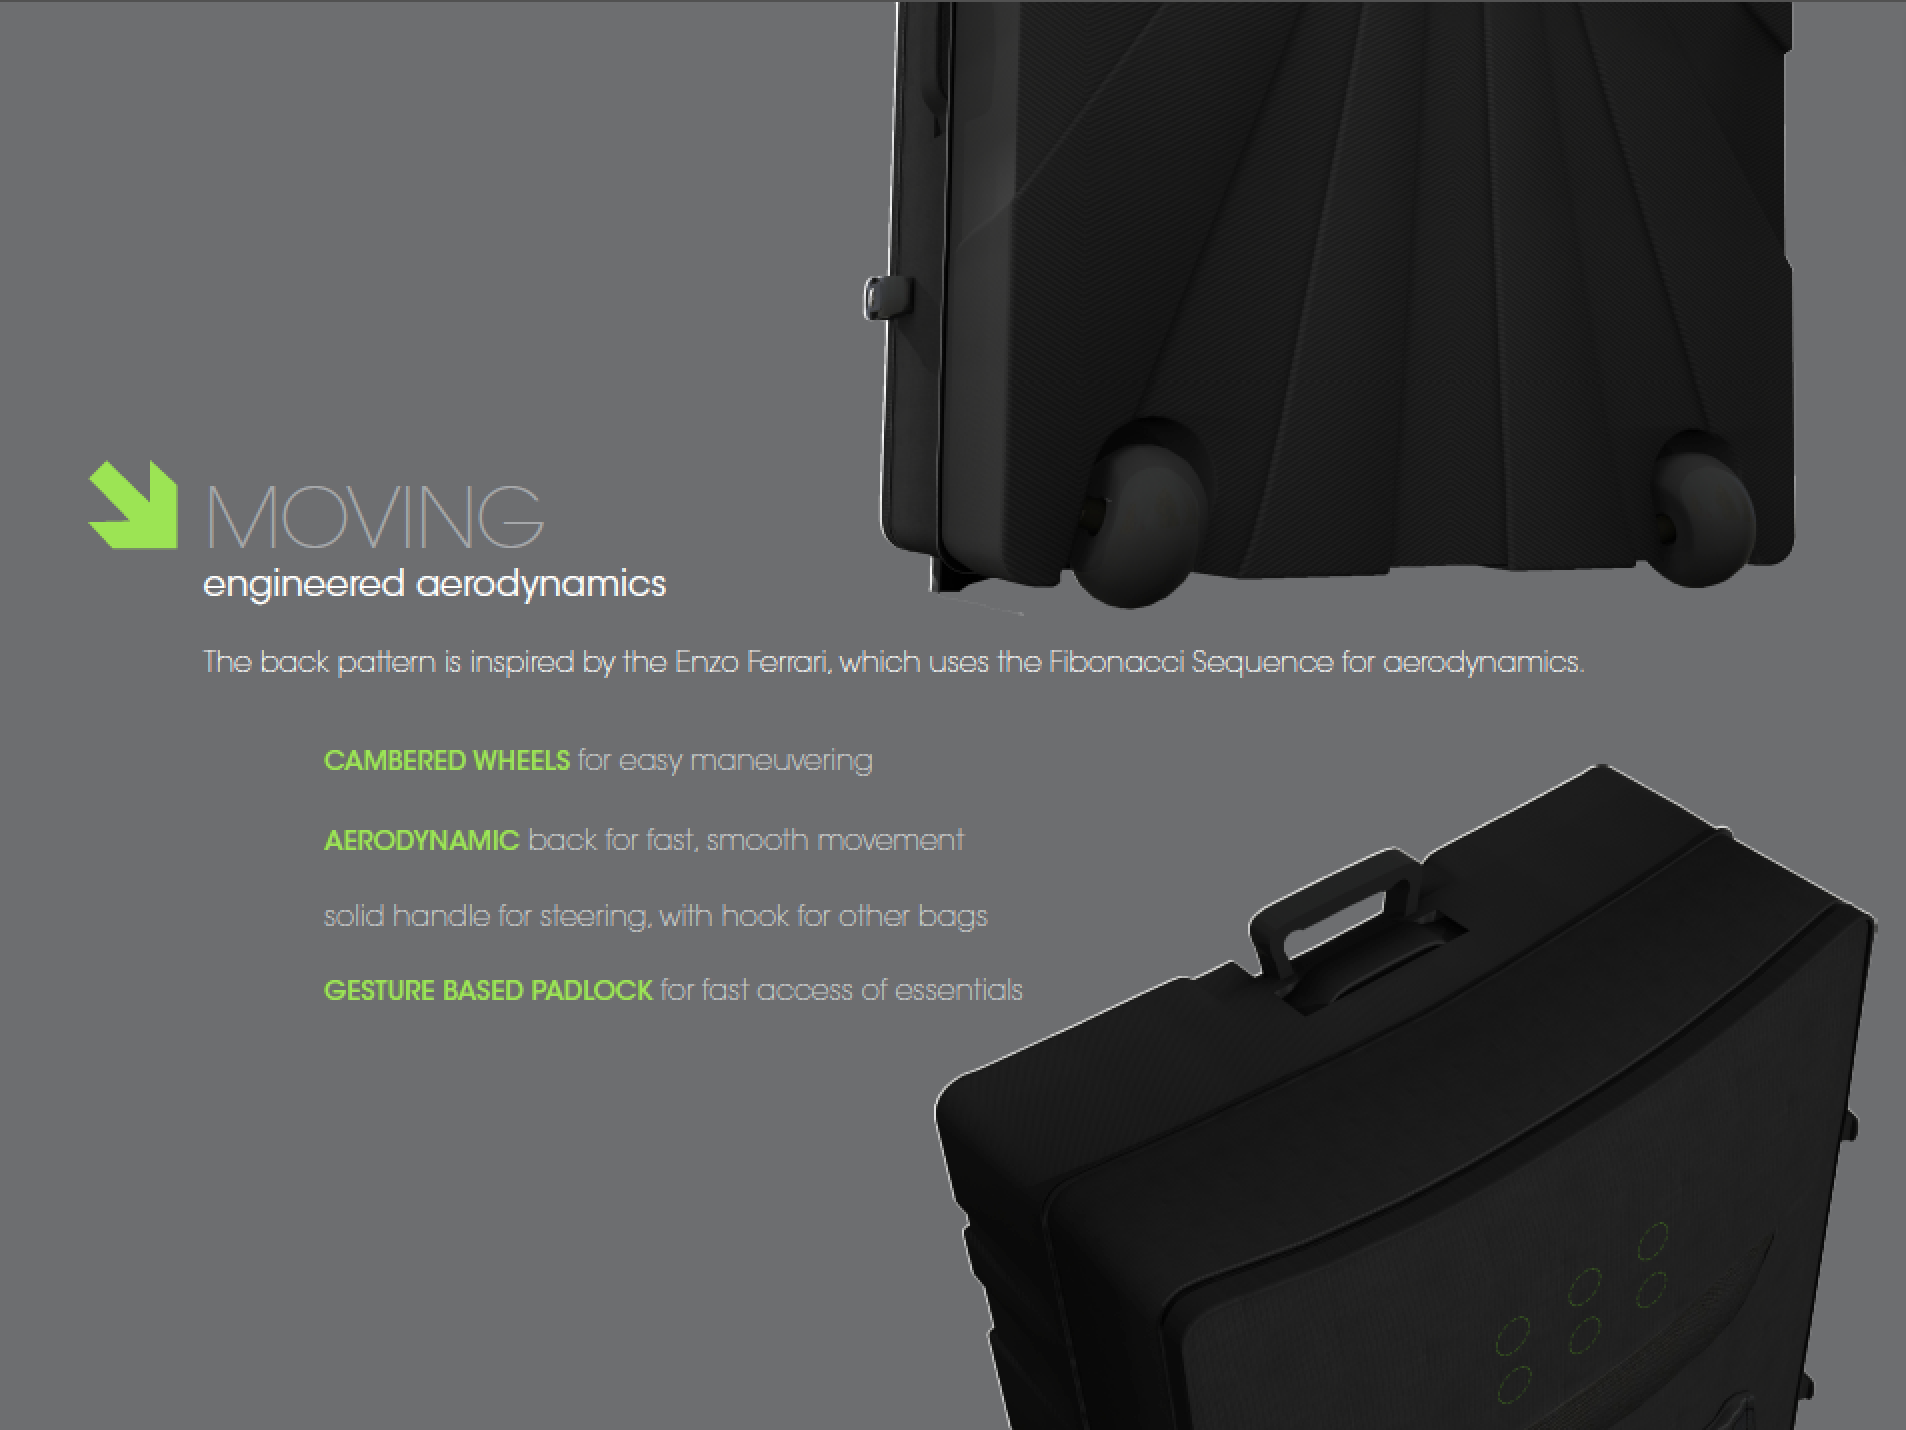 MOVING
engineered aerodynamics
The back pattern is inspired by the Enzo Ferrari, which uses the Fibonacci Sequence for aerodynamics.
CAMBERED WHEELS for easy maneuvering
AERODYNAMIC back for fast, smooth movement
solid handle for steering, with hook for other bags
GESTURE BASED PADLOCK for fast access of essentials